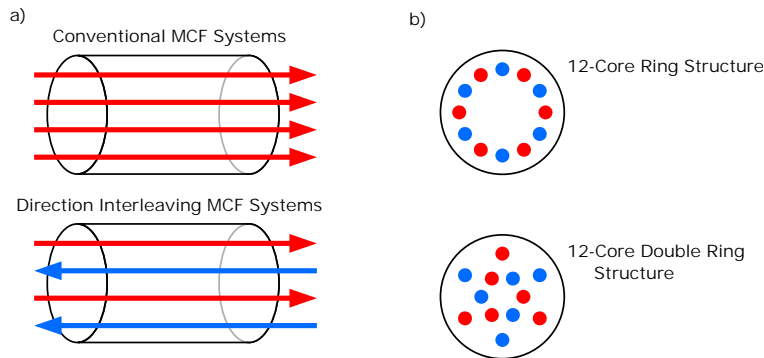 a)
Conventional MCF Systems
Direction Interleaving MCF Systems
b)
12-Core Ring Structure
12-Core Double Ring
Structure